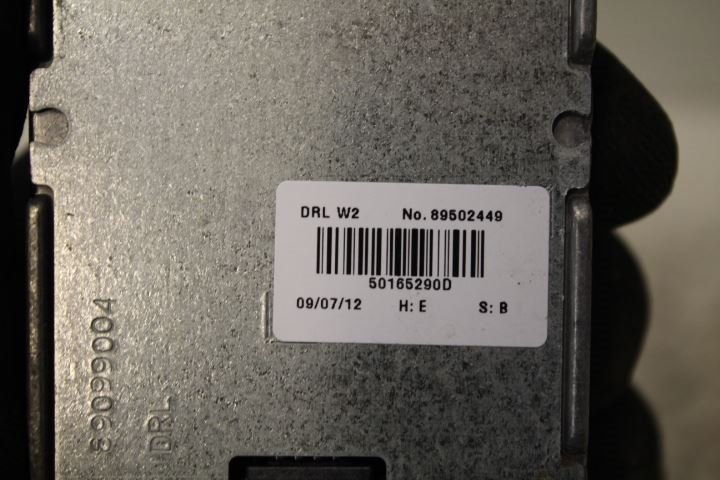 DRL W2 No. 89502449
50165290D
09/07/12 H: E S: B
89099004
DRL